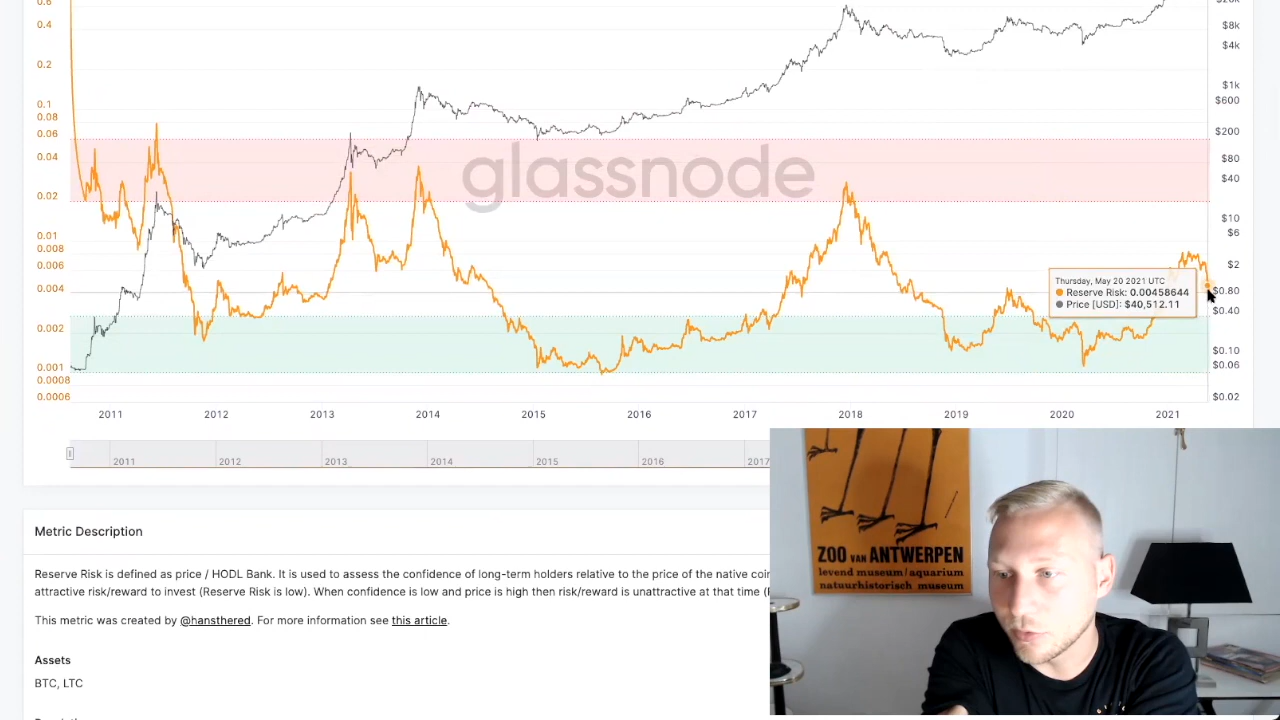 0.6
0.4
0.2
0.1
0.08
0.06
0.04
0.02
0.01
0.008
0.006
0.004
0.002
0.001
0.0008
0.0006
$8k
$4k
$1k
$600
$200
$80
$40
$10
$6
$2
$0.80
$0.40
$0.10
$0.06
$0.02
glassnode
Thursday, May 20 2021 UTC
Reserve Risk: 0.00458644
Price [USD]: $40,512.11
2011 2012 2013 2014 2015 2016 2017 2018 2019 2020 2021
2011 2012 2013 2014 2015 2016 2017
Metric Description
Reserve Risk is defined as price / HODL Bank. It is used to assess the confidence of long-term holders relative to the price of the native coin
attractive risk/reward to invest (Reserve Risk is low). When confidence is low and price is high then risk/reward is unattractive at that time
This metric was created by @hansthered. For more information see this article.
Assets
BTC, LTC
ZOO VAN ANTWERPEN
levend museum/aquarium
natuurhistorisch museum